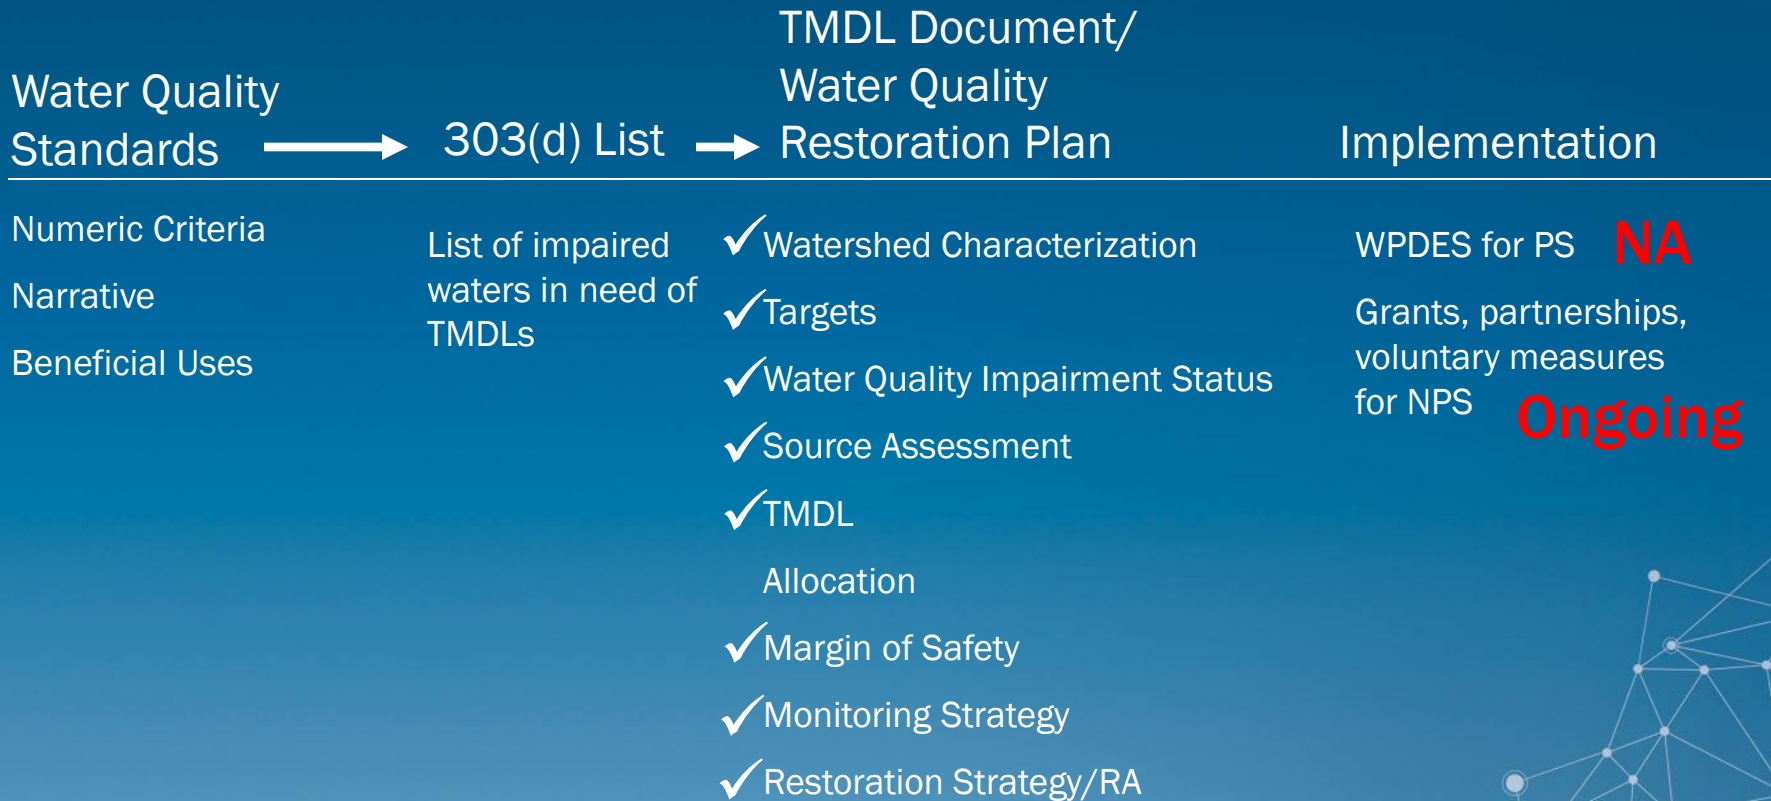 Water Quality
Standards
303(d) List
TMDL Document/
Water Quality
Restoration Plan
Implementation
Numeric Criteria
Narrative
Beneficial Uses
List of impaired
waters in need of
TMDLs
Watershed Characterization
Targets
Water Quality Impairment Status
Source Assessment
TMDL
Allocation
Margin of Safety
Monitoring Strategy
Restoration Strategy/RA
WPDES for PS NA
Grants, partnerships,
voluntary measures
for NPS Ongoing